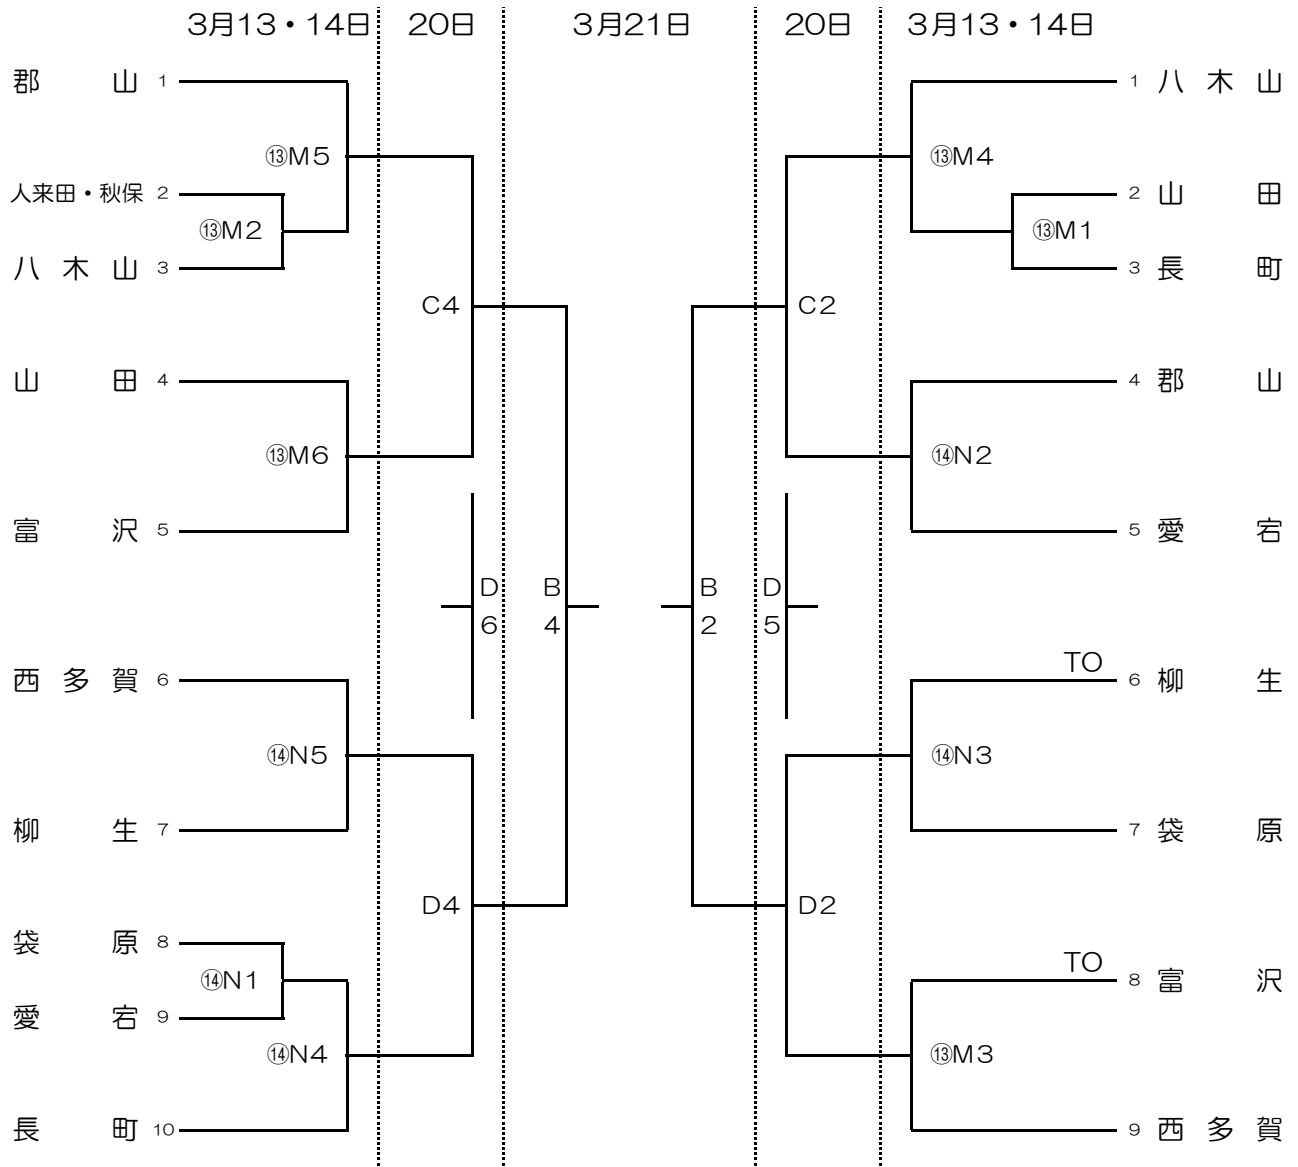 3月13・14日 20日 3月21日 20日 3月13・14日
郡山 1
1 八木山
⑬M5
⑬M4
人来田・秋保 2
2 山田
⑬M2
⑬M1
八木山 3
3 長町
C4
C2
山田 4
4 郡山
⑬M6
⑭N2
富沢 5
5 愛宕
D6
B4
B2
D5
TO
西多賀 6
6 柳生
⑭N5
⑭N3
柳生 7
7 袋原
D4
D2
袋原 8
TO
⑭N1
8 富沢
愛宕 9
⑭N4
⑬M3
長町 10
9 西多賀